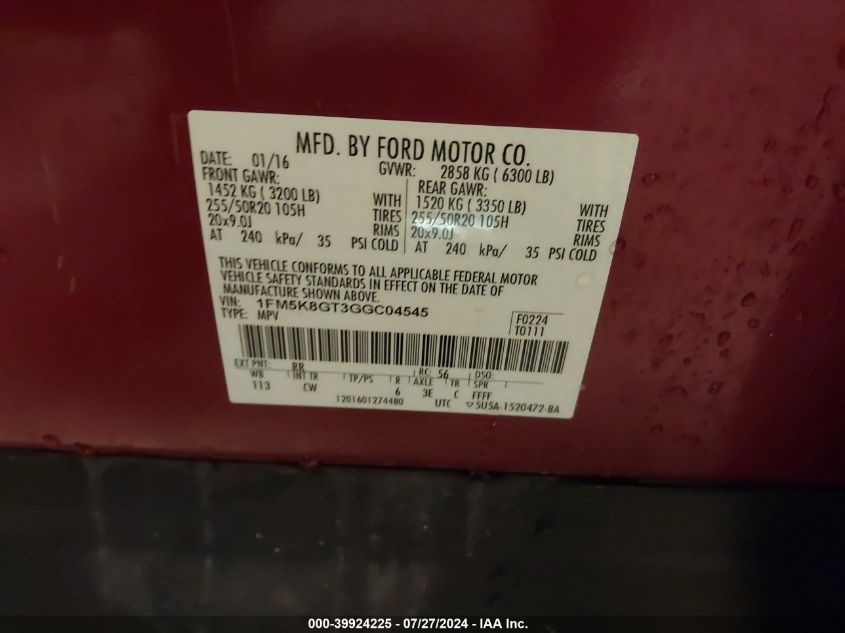 MFD. BY FORD MOTOR CO.
DATE: 01/16 GVWR: 2858 KG ( 6300 LB)
FRONT GAWR: REAR GAWR:
1452 KG ( 3200 LB) WITH 1520 KG ( 3350 LB) WITH
255/50R20 105H TIRES 255/50R20 105H TIRES
20x9.0J RIMS 20x9.0J RIMS
AT 240 kPa/ 35 PSI COLD AT 240 kPa/ 35 PSI COLD
THIS VEHICLE CONFORMS TO ALL APPLICABLE FEDERAL MOTOR
VEHICLE SAFETY STANDARDS IN EFFECT ON THE DATE OF
MANUFACTURE SHOWN ABOVE.
VIN: 1FM5K8GT3GGC04545 F0224
TYPE: MPV T0111
EXT PNT: RR RC: 56 DSO:
WB INT TR TP/PS R AXLE TR SPR
113 CW 6 3E C FFFF
1201601274480 UTC ▽5U5A-1520472-BA
000-39924225 - 07/27/2024 - IAA Inc.